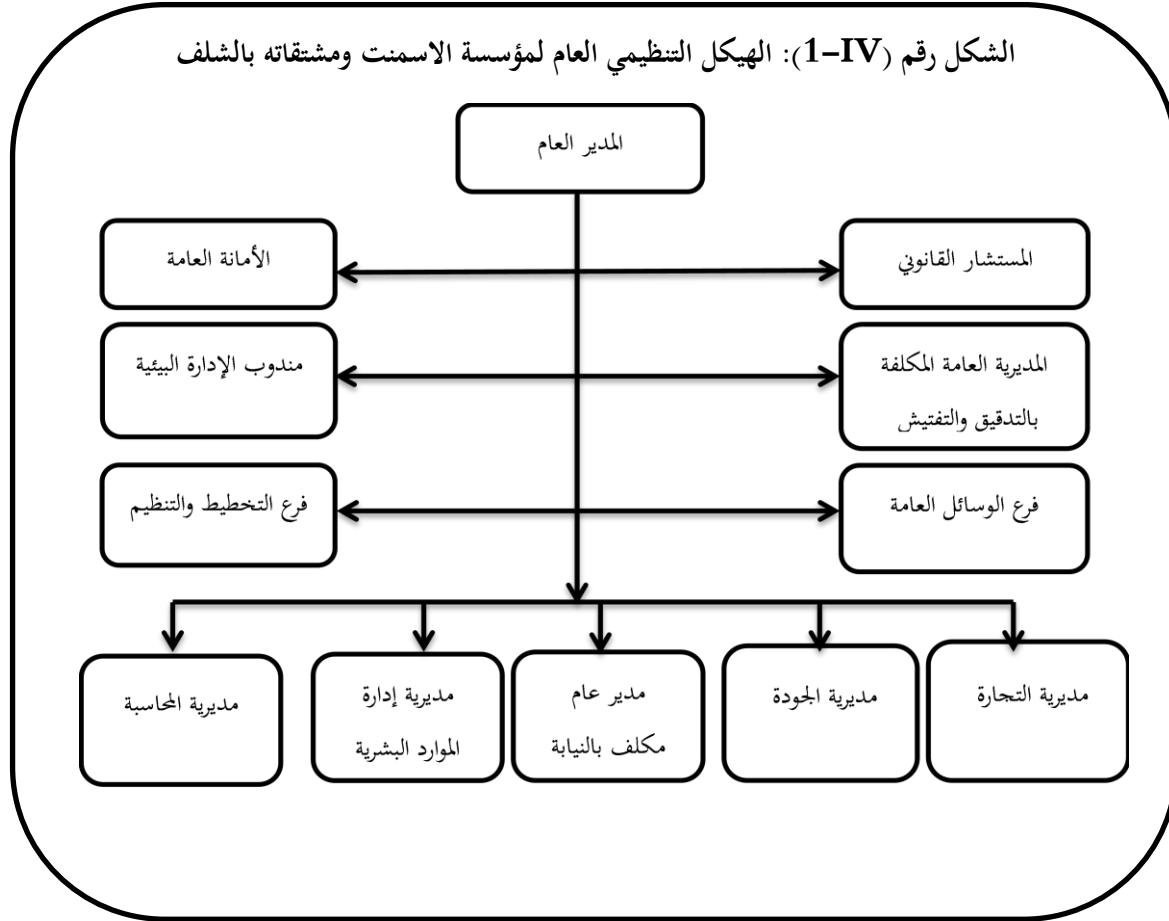 الشكل رقم (1-IV): الهيكل التنظيمي العام لمؤسسة الاسمنت ومشتقاته بالشلف
المدير العام
المستشار القانوني
الأمانة العامة
المديرية العامة المكلفة
بالتدقيق والتفتيش
مندوب الإدارة البيئية
فرع الوسائل العامة
فرع التخطيط والتنظيم
مديرية التجارة
مديرية الجودة
مدير عام
مكلف بالنيابة
مديرية إدارة
الموارد البشرية
مديرية المحاسبة